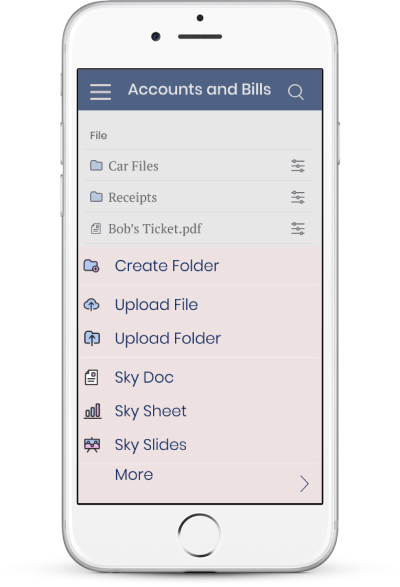 Accounts and Bills
File
Car Files
Receipts
Bob's Ticket.pdf
Create Folder
Upload File
Upload Folder
Sky Doc
Sky Sheet
Sky Slides
More